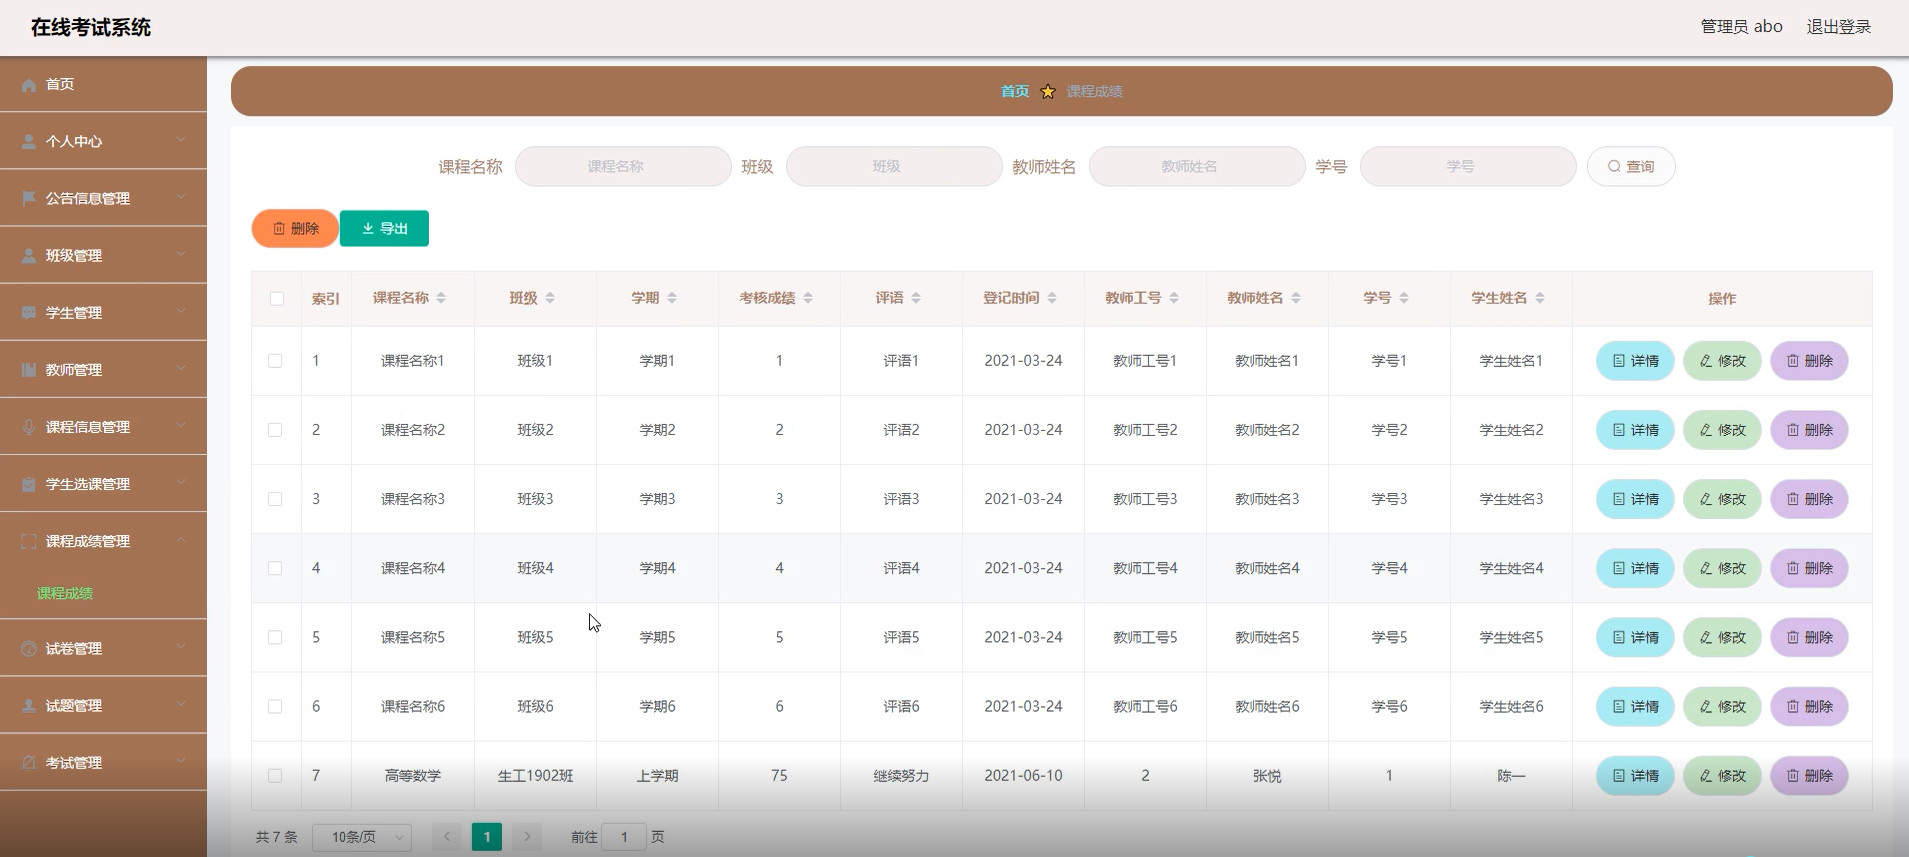 在线考试系统
管理员 abo 退出登录
首页
个人中心
公告信息管理
班级管理
学生管理
教师管理
课程信息管理
学生选课管理
课程成绩管理
课程成绩
试卷管理
试题管理
考试管理
首页 课程成绩
课程名称 课程名称 班级 班级 教师姓名 教师姓名 学号 学号 查询
删除 导出
索引 课程名称 班级 学期 考核成绩 评语 登记时间 教师工号 教师姓名 学号 学生姓名 操作
1 课程名称1 班级1 学期1 1 评语1 2021-03-24 教师工号1 教师姓名1 学号1 学生姓名1 详情 修改 删除
2 课程名称2 班级2 学期2 2 评语2 2021-03-24 教师工号2 教师姓名2 学号2 学生姓名2 详情 修改 删除
3 课程名称3 班级3 学期3 3 评语3 2021-03-24 教师工号3 教师姓名3 学号3 学生姓名3 详情 修改 删除
4 课程名称4 班级4 学期4 4 评语4 2021-03-24 教师工号4 教师姓名4 学号4 学生姓名4 详情 修改 删除
5 课程名称5 班级5 学期5 5 评语5 2021-03-24 教师工号5 教师姓名5 学号5 学生姓名5 详情 修改 删除
6 课程名称6 班级6 学期6 6 评语6 2021-03-24 教师工号6 教师姓名6 学号6 学生姓名6 详情 修改 删除
7 高等数学 生工1902班 上学期 75 继续努力 2021-06-10 2 张悦 1 陈一 详情 修改 删除
共 7 条 10条/页 1 前往 1 页